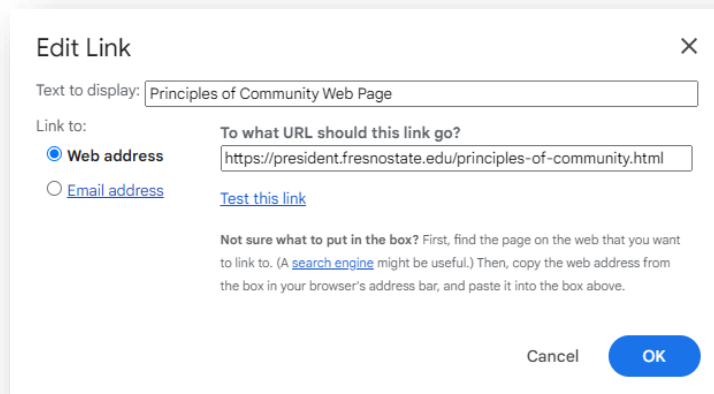 Edit Link
Text to display: Principles of Community Web Page
Link to:
Web address
Email address
To what URL should this link go?
https://president.fresnostate.edu/principles-of-community.html
Test this link
Not sure what to put in the box? First, find the page on the web that you want
to link to. (A search engine might be useful.) Then, copy the web address from
the box in your browser's address bar, and paste it into the box above.
Cancel
OK